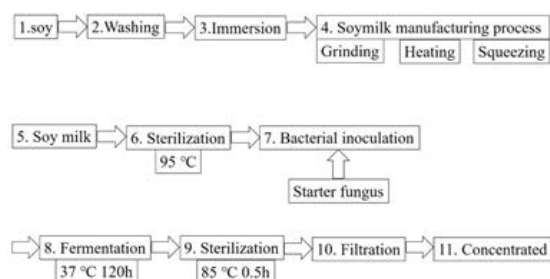 1.soy
2.Washing
3.Immersion
4. Soymilk manufacturing process
Grinding
Heating
Squeezing
5. Soy milk
6. Sterilization
95 ℃
7. Bacterial inoculation
Starter fungus
8. Fermentation
37 ℃ 120h
9. Sterilization
85 ℃ 0.5h
10. Filtration
11. Concentrated